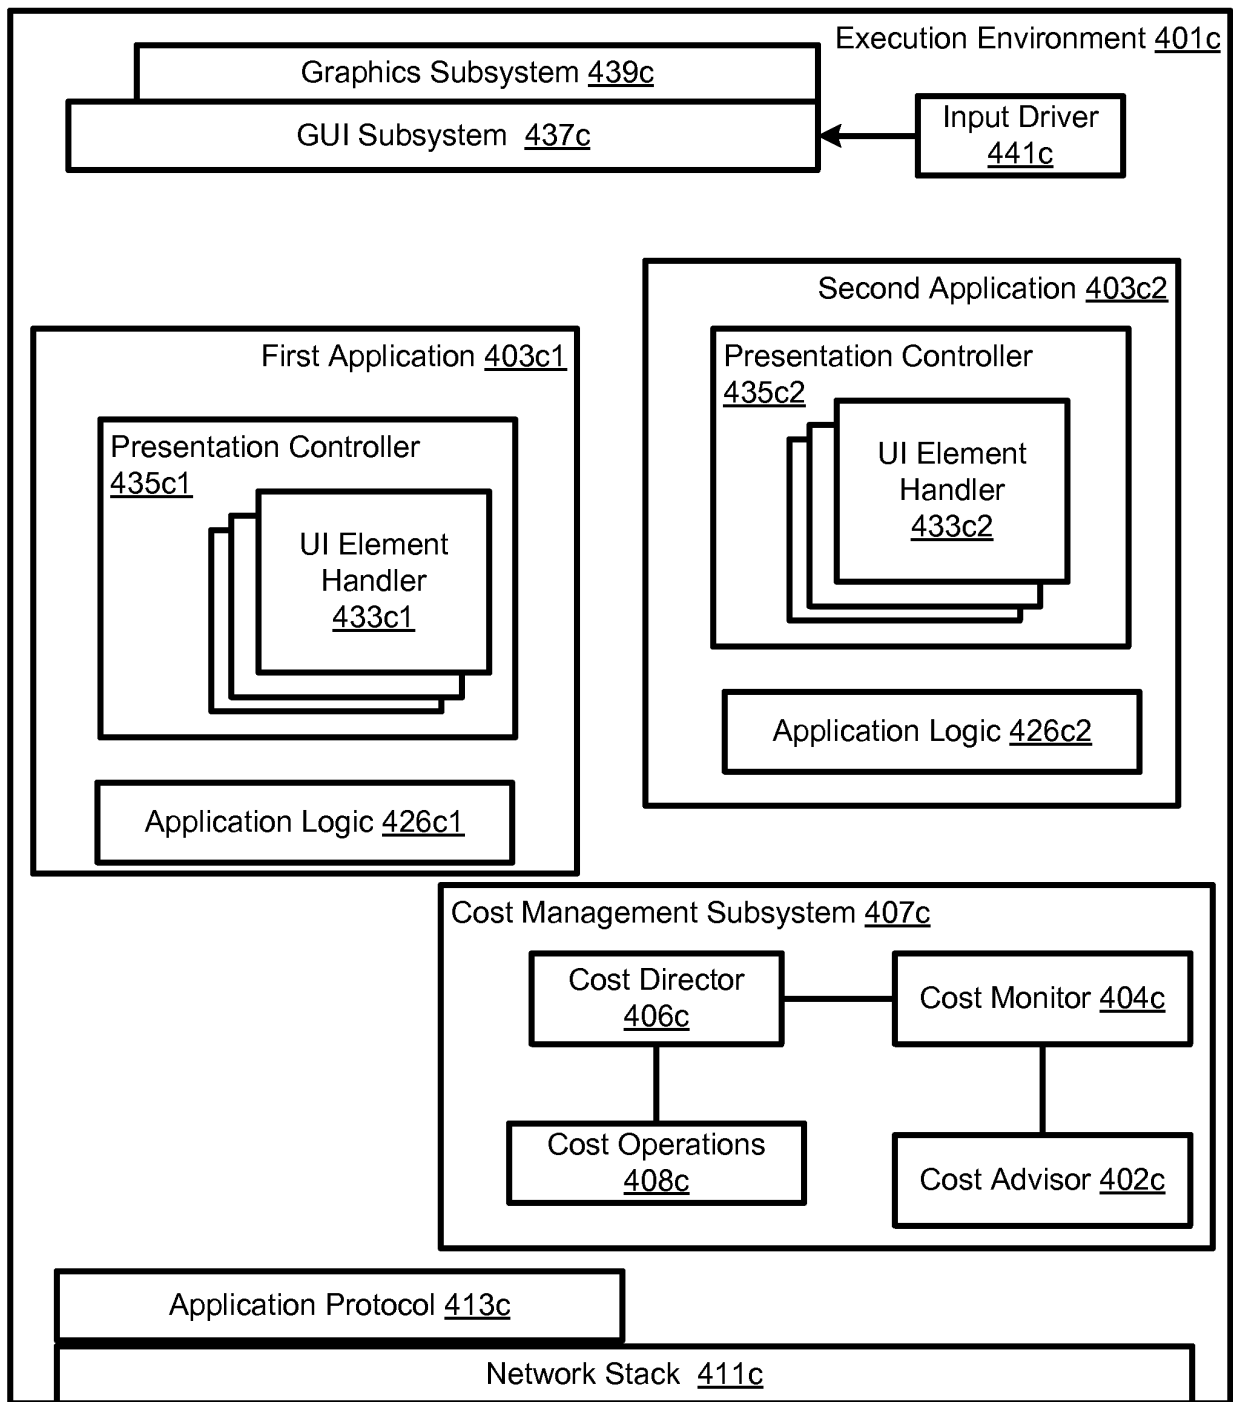 Execution Environment 401c
Graphics Subsystem 439c
GUI Subsystem 437c
Input Driver
441c
Second Application 403c2
Presentation Controller
435c2
UI Element
Handler
433c2
Application Logic 426c2
First Application 403c1
Presentation Controller
435c1
UI Element
Handler
433c1
Application Logic 426c1
Cost Management Subsystem 407c
Cost Director
406c
Cost Monitor 404c
Cost Operations
408c
Cost Advisor 402c
Application Protocol 413c
Network Stack 411c